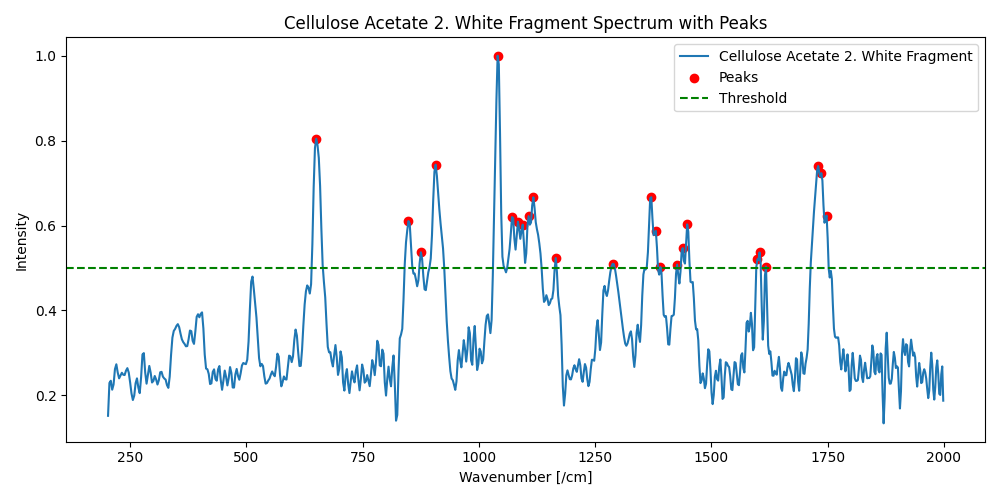 Cellulose Acetate 2. White Fragment Spectrum with Peaks
Cellulose Acetate 2. White Fragment
Peaks
Threshold
Intensity
1.0
0.8
0.6
0.4
0.2
250
500
750
1000
1250
1500
1750
2000
Wavenumber [/cm]